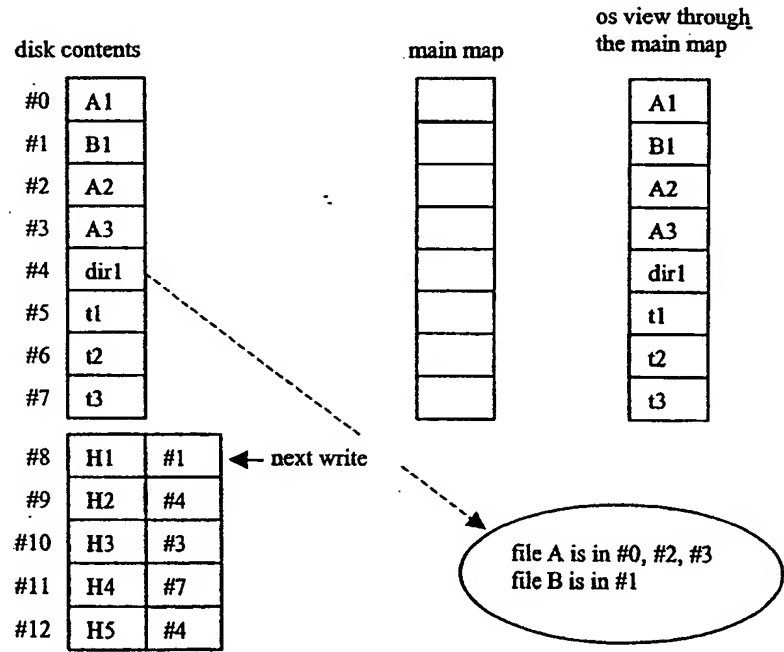 os view through
disk contents main map the main map
#0 A1 A1
#1 B1 B1
#2 A2 A2
#3 A3 A3
#4 dir1 dir1
#5 t1 t1
#6 t2 t2
#7 t3 t3
#8 H1 #1 next write
#9 H2 #4
#10 H3 #3 file A is in #0, #2, #3
#11 H4 #7 file B is in #1
#12 H5 #4